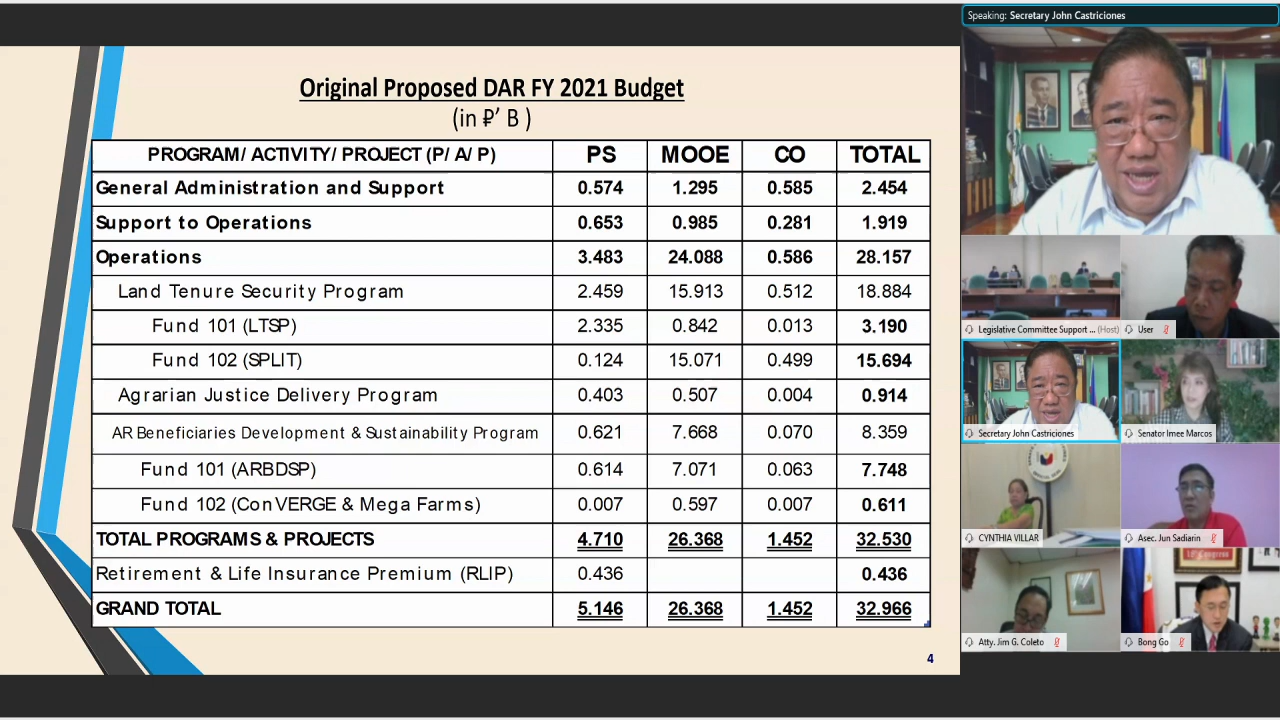 Speaking: Secretary John Castriciones
Original Proposed DAR FY 2021 Budget
(in ₽' B )
PROGRAM/ ACTIVITY/ PROJECT (P/ A/ P) PS MOOE CO TOTAL
General Administration and Support 0.574 1.295 0.585 2.454
Support to Operations 0.653 0.985 0.281 1.919
Operations 3.483 24.088 0.586 28.157
Land Tenure Security Program 2.459 15.913 0.512 18.884
Fund 101 (LTSP) 2.335 0.842 0.013 3.190
Fund 102 (SPLIT) 0.124 15.071 0.499 15.694
Agrarian Justice Delivery Program 0.403 0.507 0.004 0.914
AR Beneficiaries Development & Sustainability Program 0.621 7.668 0.070 8.359
Fund 101 (ARBDSP) 0.614 7.071 0.063 7.748
Fund 102 (ConVERGE & Mega Farms) 0.007 0.597 0.007 0.611
TOTAL PROGRAMS & PROJECTS 4.710 26.368 1.452 32.530
Retirement & Life Insurance Premium (RLIP) 0.436 0.436
GRAND TOTAL 5.146 26.368 1.452 32.966
4
Legislative Committee Support ... (Host)
User
Secretary John Castriciones
Senator Imee Marcos
CYNTHIA VILLAR
Asec. Jun Sadiarin
Atty. Jim G. Coleto
Bong Go